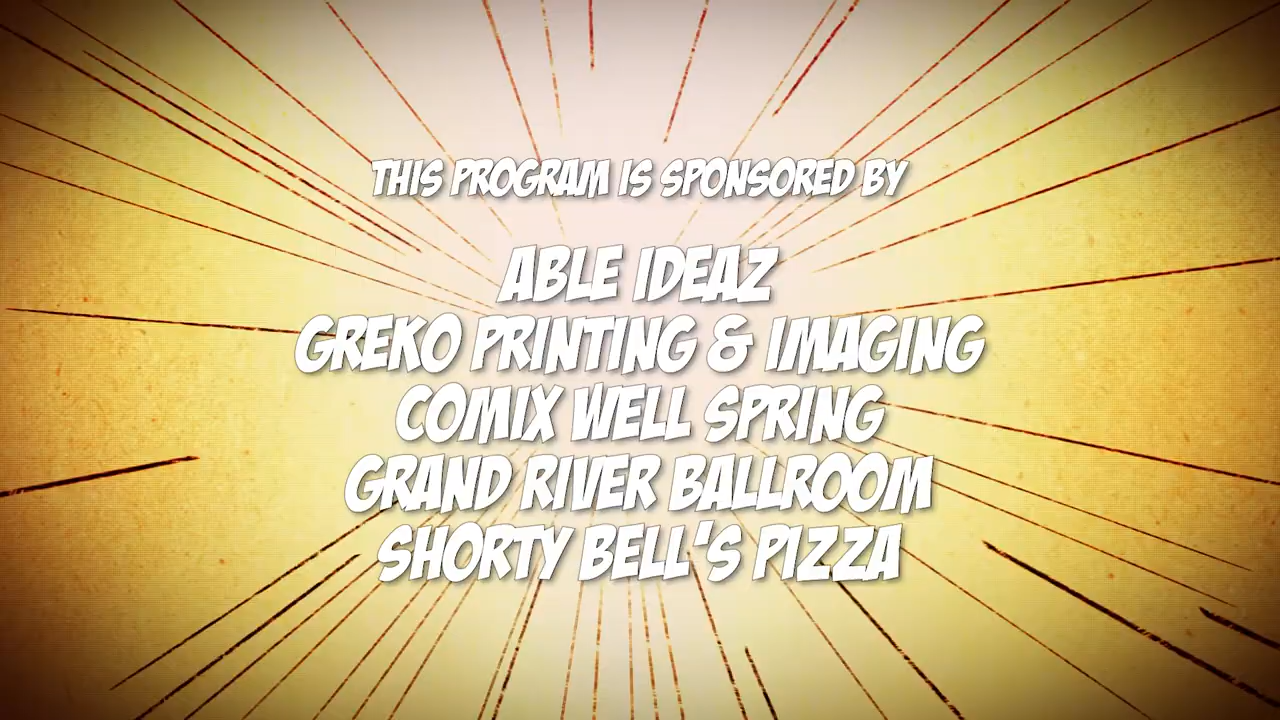 THIS PROGRAM IS SPONSORED BY
ABLE IDEAZ
GREKO PRINTING & IMAGING
COMIX WELL SPRING
GRAND RIVER BALLROOM
SHORTY BELL'S PIZZA